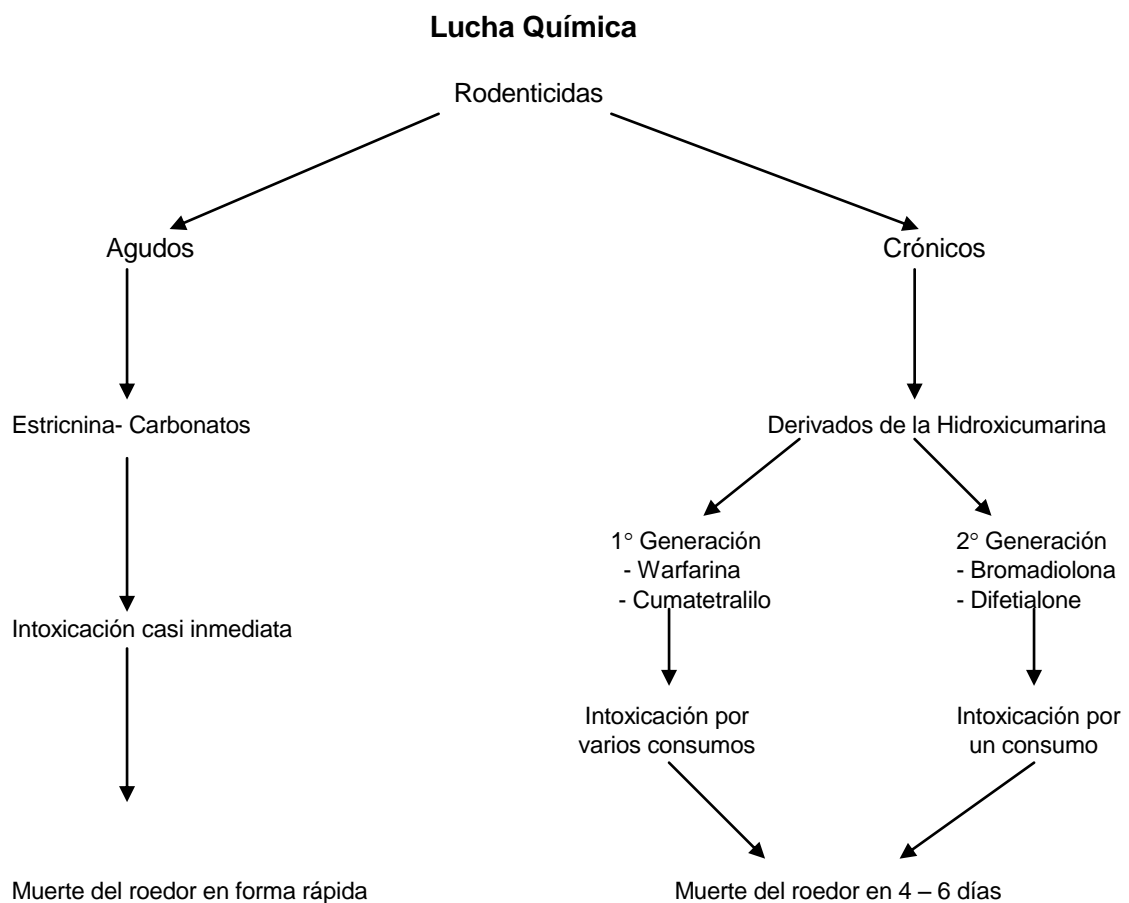 Lucha Química
Rodenticidas
Agudos
Crónicos
Estricnina- Carbonatos
Derivados de la Hidroxicumarina
1° Generación
- Warfarina
- Cumatetralilo
2° Generación
- Bromadiolona
- Difetialone
Intoxicación casi inmediata
Intoxicación por
varios consumos
Intoxicación por
un consumo
Muerte del roedor en forma rápida
Muerte del roedor en 4 – 6 días